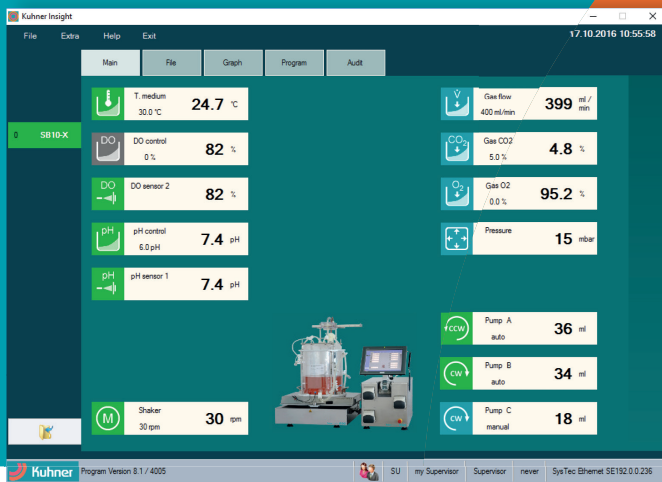 Kuhner Insight
File Extra Help Exit
17.10.2016 10:55:58
Main File Graph Program Audit
SB10-X
T. medium
30.0 °C
24.7 °C
DO
DO control
0 %
82 %
DO
DO sensor 2
82 %
pH
pH control
6.0 pH
7.4 pH
pH
pH sensor 1
7.4 pH
M
Shaker
30 rpm
30 rpm
V
Gas flow
400 ml/min
399 ml /
min
CO2
Gas CO2
5.0 %
4.8 %
O2
Gas O2
0.0 %
95.2 %
Pressure
15 mbar
ccw
Pump A
auto
36 ml
cw
Pump B
auto
34 ml
cw
Pump C
manual
18 ml
Kuhner Program Version 8.1 / 4005 SU my Supervisor Supervisor never SysTec Ethernet SE192.0.0.236